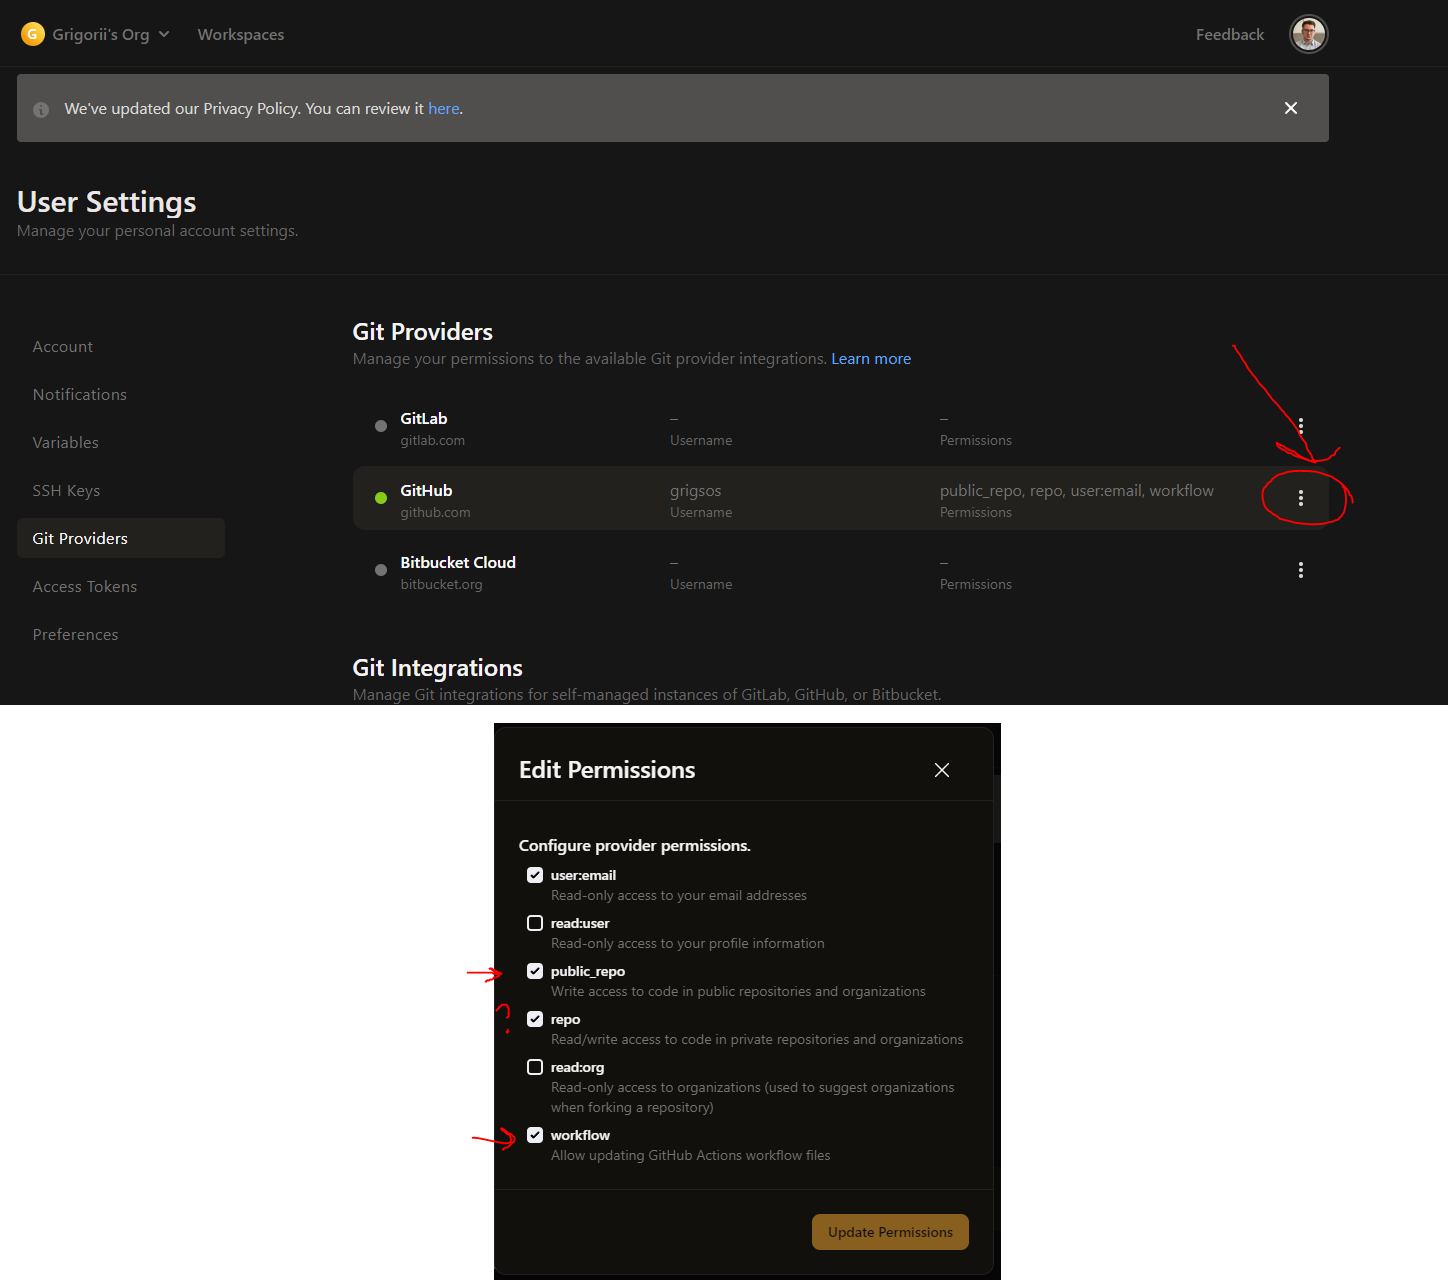 G Grigorii's Org Workspaces Feedback
We've updated our Privacy Policy. You can review it here.
User Settings
Manage your personal account settings.
Account
Notifications
Variables
SSH Keys
Git Providers
Access Tokens
Preferences
Git Providers
Manage your permissions to the available Git provider integrations. Learn more
GitLab – –
gitlab.com Username Permissions
GitHub grigsos public_repo, repo, user:email, workflow
github.com Username Permissions
Bitbucket Cloud – –
bitbucket.org Username Permissions
Git Integrations
Manage Git integrations for self-managed instances of GitLab, GitHub, or Bitbucket.
Edit Permissions
Configure provider permissions.
user:email
Read-only access to your email addresses
read:user
Read-only access to your profile information
public_repo
Write access to code in public repositories and organizations
? repo
Read/write access to code in private repositories and organizations
read:org
Read-only access to organizations (used to suggest organizations
when forking a repository)
workflow
Allow updating GitHub Actions workflow files
Update Permissions